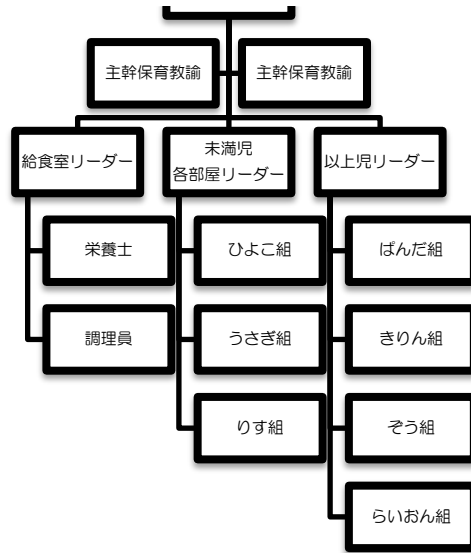 主幹保育教諭
主幹保育教諭
給食室リーダー
未満児
各部屋リーダー
以上児リーダー
栄養士
ひよこ組
ぱんだ組
調理員
うさぎ組
きりん組
りす組
ぞう組
らいおん組